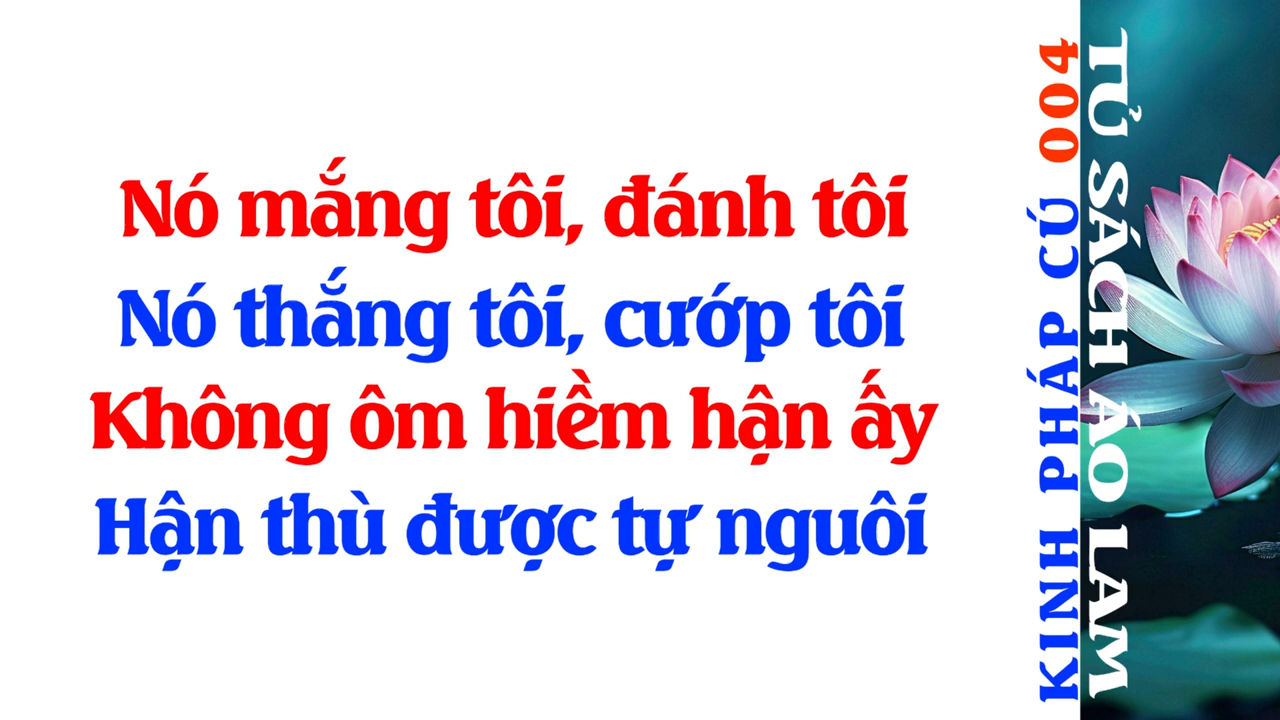 Nó mắng tôi, đánh tôi
Nó thắng tôi, cướp tôi
Không ôm hiềm hận ấy
Hận thù được tự nguôi
KINH PHÁP CÚ 004
TỦ SÁCH ÁO LAM